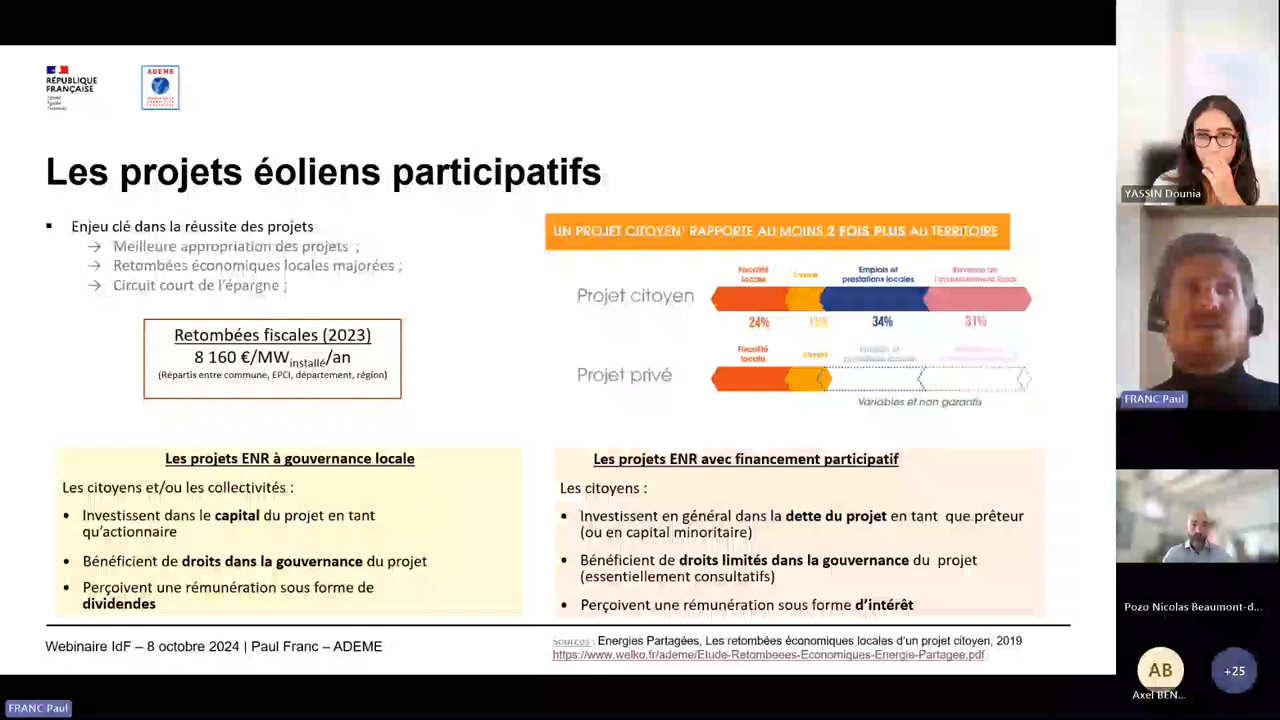 RÉPUBLIQUE
FRANÇAISE
ADEME
Les projets éoliens participatifs
Enjeu clé dans la réussite des projets
→ Meilleure appropriation des projets ;
→ Retombées économiques locales majorées ;
→ Circuit court de l'épargne ;
Retombées fiscales (2023)
8 160 €/MWinstallé/an
(Répartis entre commune, EPCI, département, région)
UN PROJET CITOYEN RAPPORTE AU MOINS 2 FOIS PLUS AU TERRITOIRE
Fiscalité
locale
Emplois et
prestations locales
Projet citoyen
24%
34%
31%
Fiscalité
locale
Projet privé
Variables et non garantis
Les projets ENR à gouvernance locale
Les citoyens et/ou les collectivités :
• Investissent dans le capital du projet en tant
qu'actionnaire
• Bénéficient de droits dans la gouvernance du projet
• Perçoivent une rémunération sous forme de
dividendes
Les projets ENR avec financement participatif
Les citoyens :
• Investissent en général dans la dette du projet en tant que prêteur
(ou en capital minoritaire)
• Bénéficient de droits limités dans la gouvernance du projet
(essentiellement consultatifs)
• Perçoivent une rémunération sous forme d'intérêt
Webinaire IdF – 8 octobre 2024 | Paul Franc – ADEME
Sources : Energies Partagées, Les retombées économiques locales d'un projet citoyen, 2019
https://www.welko.fr/ademe/Etude-Retombeees-Economiques-Energie-Partagee.pdf
YASSIN Dounia
FRANC Paul
Pozo Nicolas Beaumont-d...
AB
Axel BEN...
+25
FRANC Paul